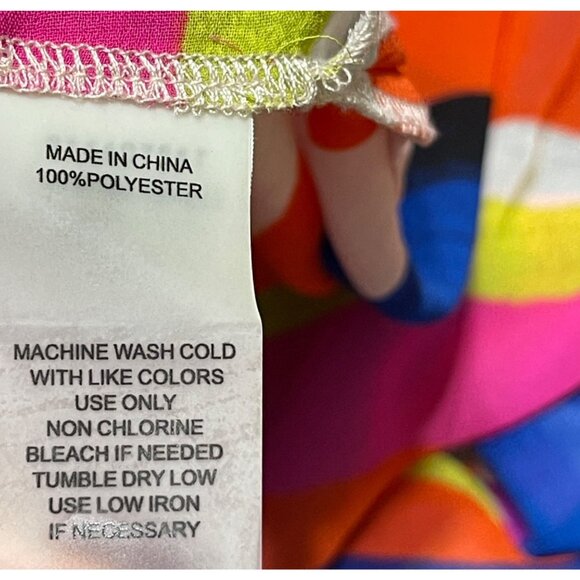 MADE IN CHINA
100%POLYESTER
MACHINE WASH COLD
WITH LIKE COLORS
USE ONLY
NON CHLORINE
BLEACH IF NEEDED
TUMBLE DRY LOW
USE LOW IRON
IF NECESSARY